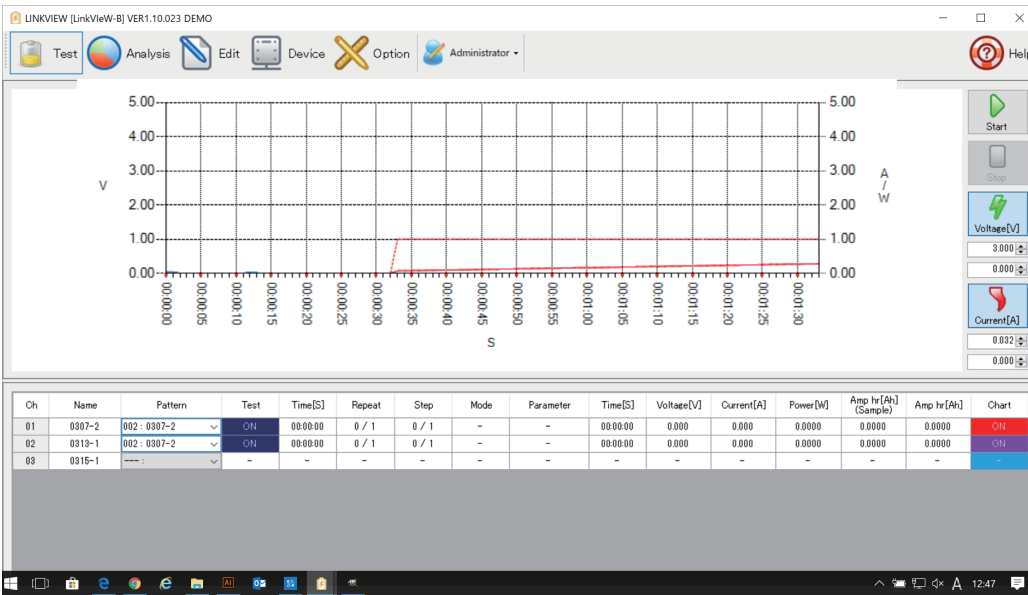 LINKVIEW [LinkVIeW-B] VER1.10.023 DEMO
Test Analysis Edit Device Option Administrator Hel
5.00 5.00
4.00 4.00
3.00 3.00
V A/W
2.00 2.00
1.00 1.00
0.00 0.00
00:00:00 00:00:05 00:01:10 00:00:15 00:00:20 00:00:25 00:00:30 00:00:35 00:00:40 00:00:45 00:00:50 00:00:55 00:01:00 00:01:05 00:01:10 00:01:15 00:01:20 00:01:25 00:01:30
S
Start
Stop
Voltage[V]
3.000
0.000
Current[A]
0.032
0.000
Ch Name Pattern Test Time[S] Repeat Step Mode Parameter Time[S] Voltage[V] Current[A] Power[W] Amp hr[Ah] (Sample) Amp hr[Ah] Chart
01 0307-2 002 : 0307-2 ON 00:00:00 0 / 1 0 / 1 - - 00:00:00 0.000 0.000 0.0000 0.0000 0.0000 ON
02 0313-1 002 : 0307-2 ON 00:00:00 0 / 1 0 / 1 - - 00:00:00 0.000 0.000 0.0000 0.0000 0.0000 ON
03 0315-1 --- : - - - - - - - - - - - - -
Ai A 12:47